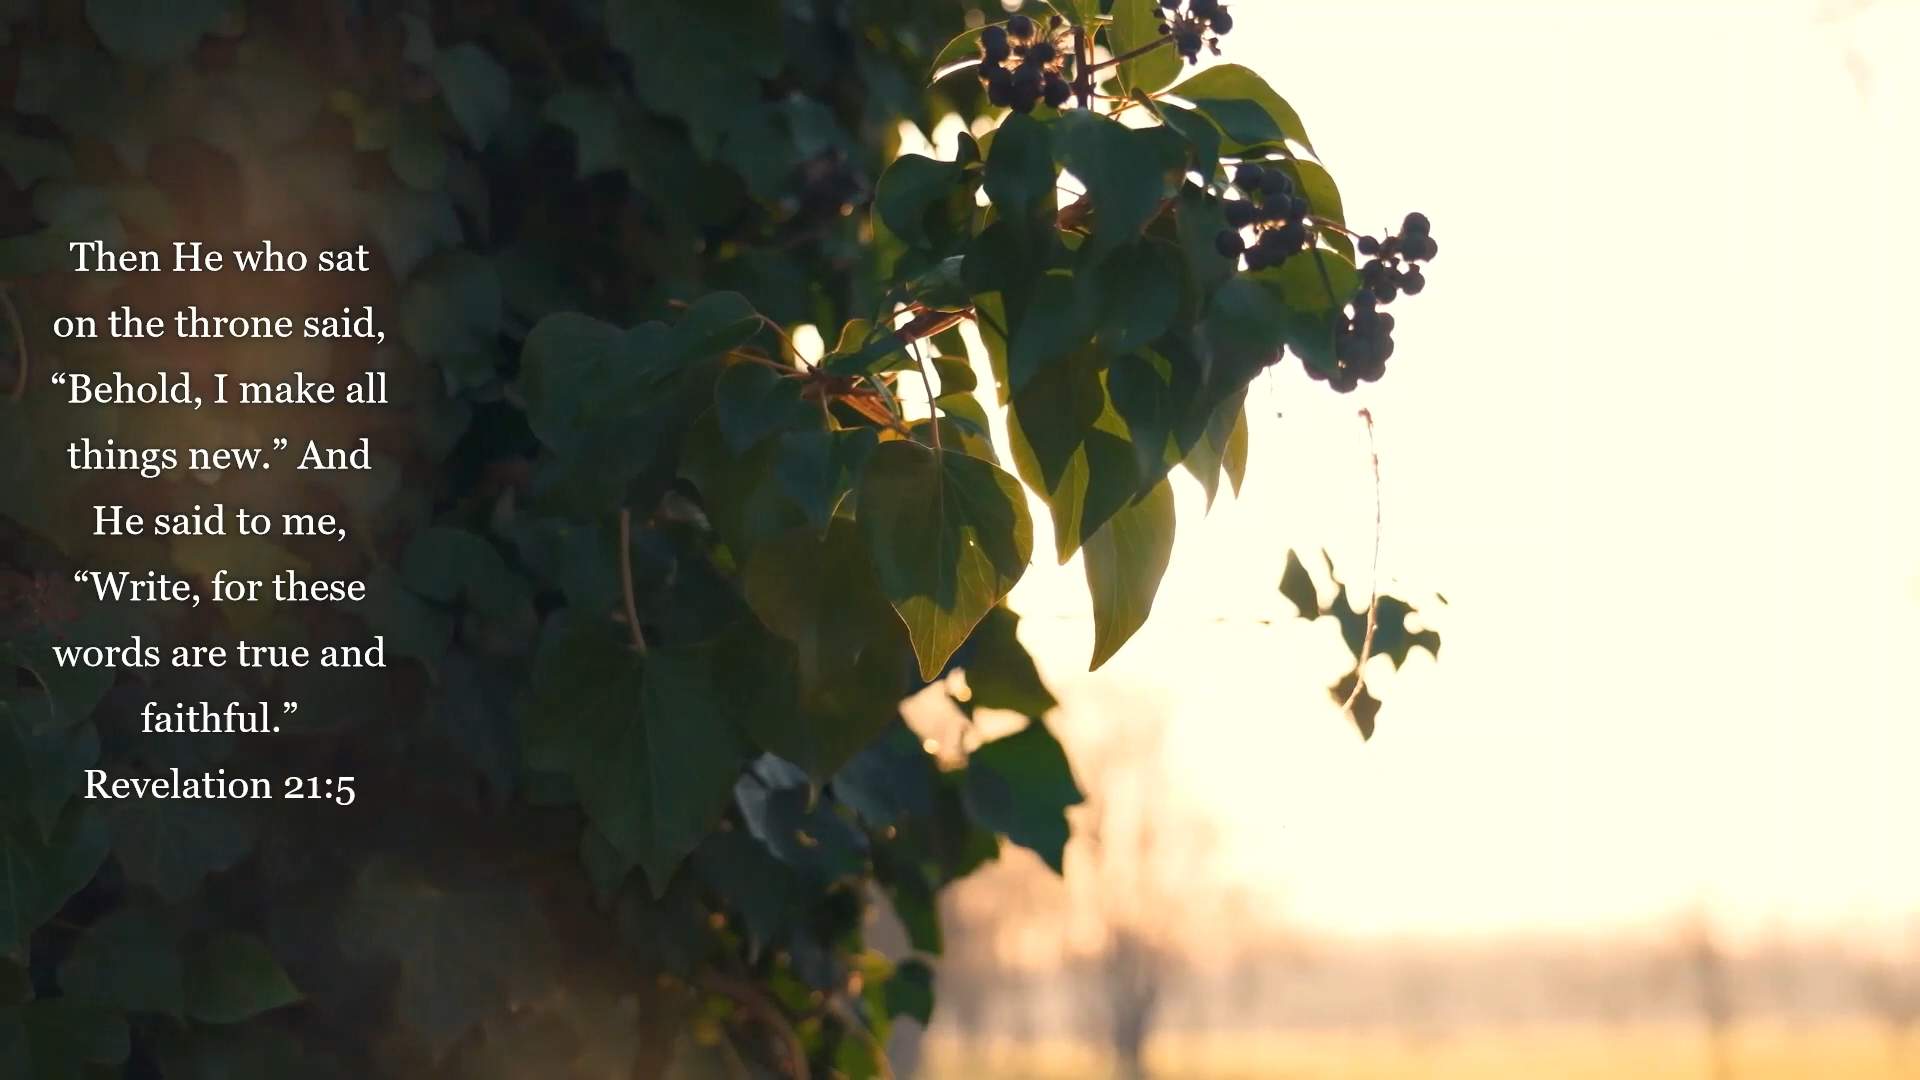 Then He who sat
on the throne said,
“Behold, I make all
things new.” And
He said to me,
“Write, for these
words are true and
faithful.”
Revelation 21:5